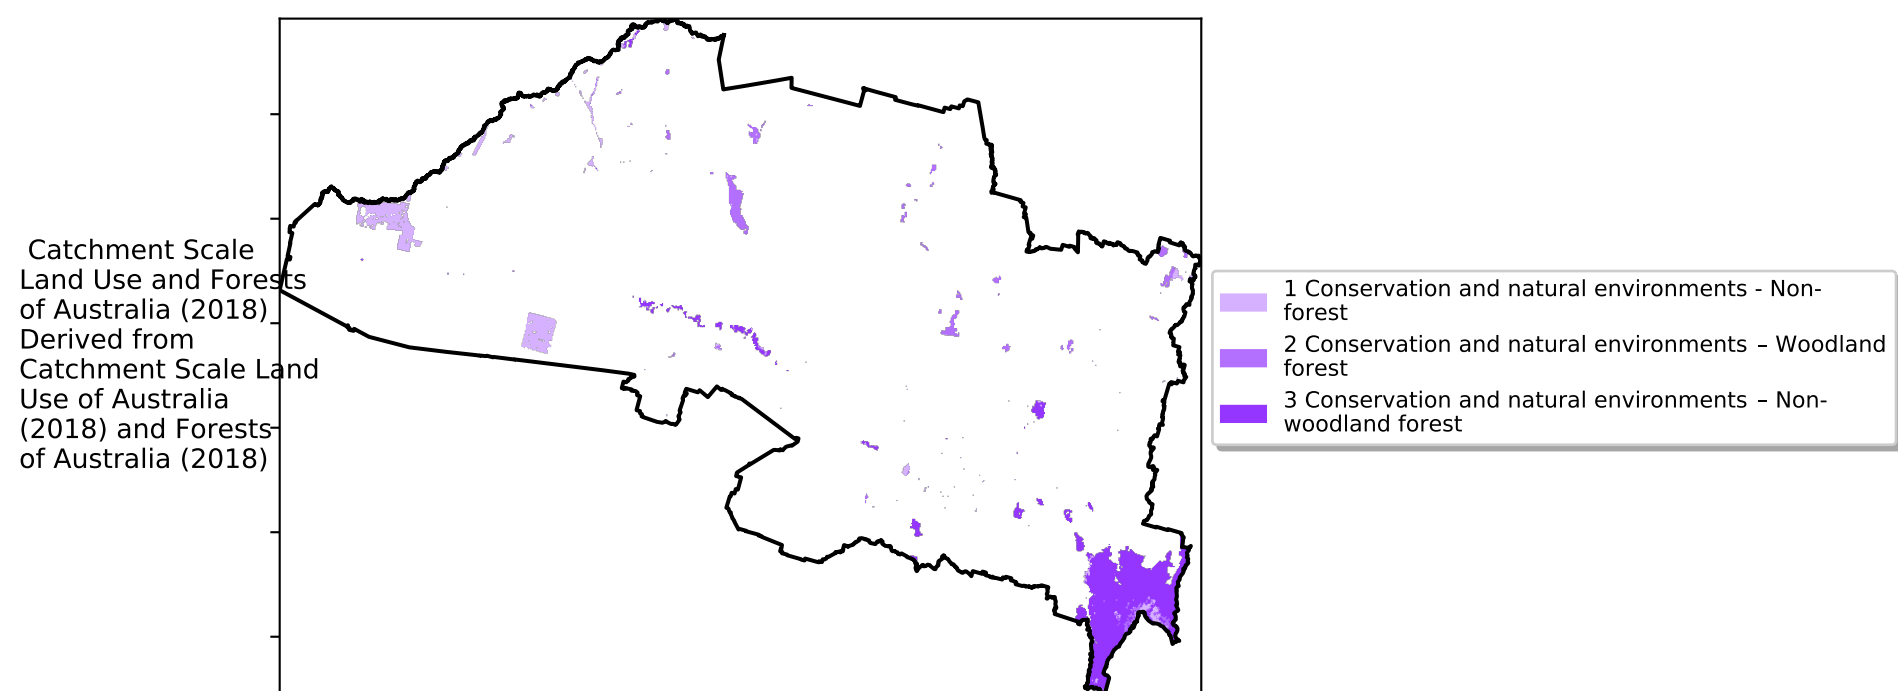 Catchment Scale
Land Use and Forests
of Australia (2018)
Derived from
Catchment Scale Land
Use of Australia
(2018) and Forests
of Australia (2018)
1 Conservation and natural environments - Non-
forest
2 Conservation and natural environments – Woodland
forest
3 Conservation and natural environments – Non-
woodland forest